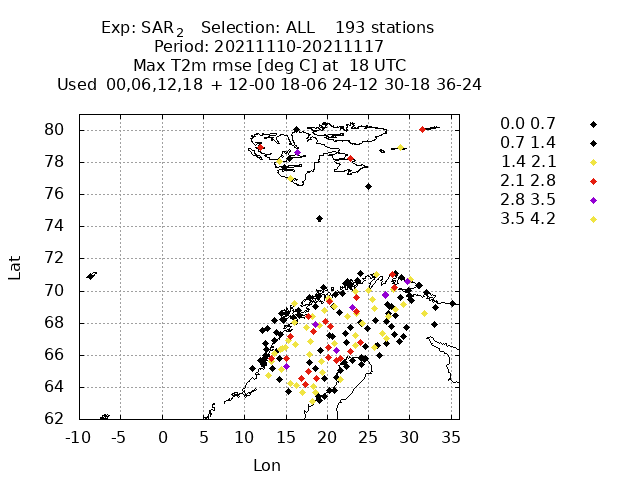 Exp: SAR2 Selection: ALL 193 stations
Period: 20211110-20211117
Max T2m rmse [deg C] at 18 UTC
Used 00,06,12,18 + 12-00 18-06 24-12 30-18 36-24
0.0 0.7
0.7 1.4
1.4 2.1
2.1 2.8
2.8 3.5
3.5 4.2
80
78
76
74
72
70
68
66
64
62
Lat
-10 -5 0 5 10 15 20 25 30 35
Lon